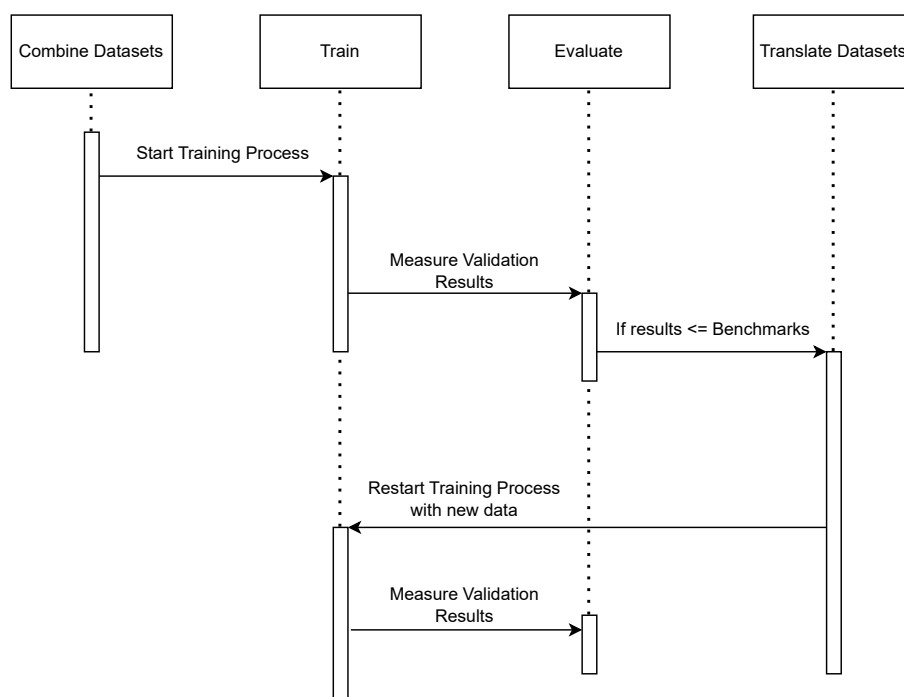 Combine Datasets
Train
Evaluate
Translate Datasets
Start Training Process
Measure Validation
Results
If results <= Benchmarks
Restart Training Process
with new data
Measure Validation
Results